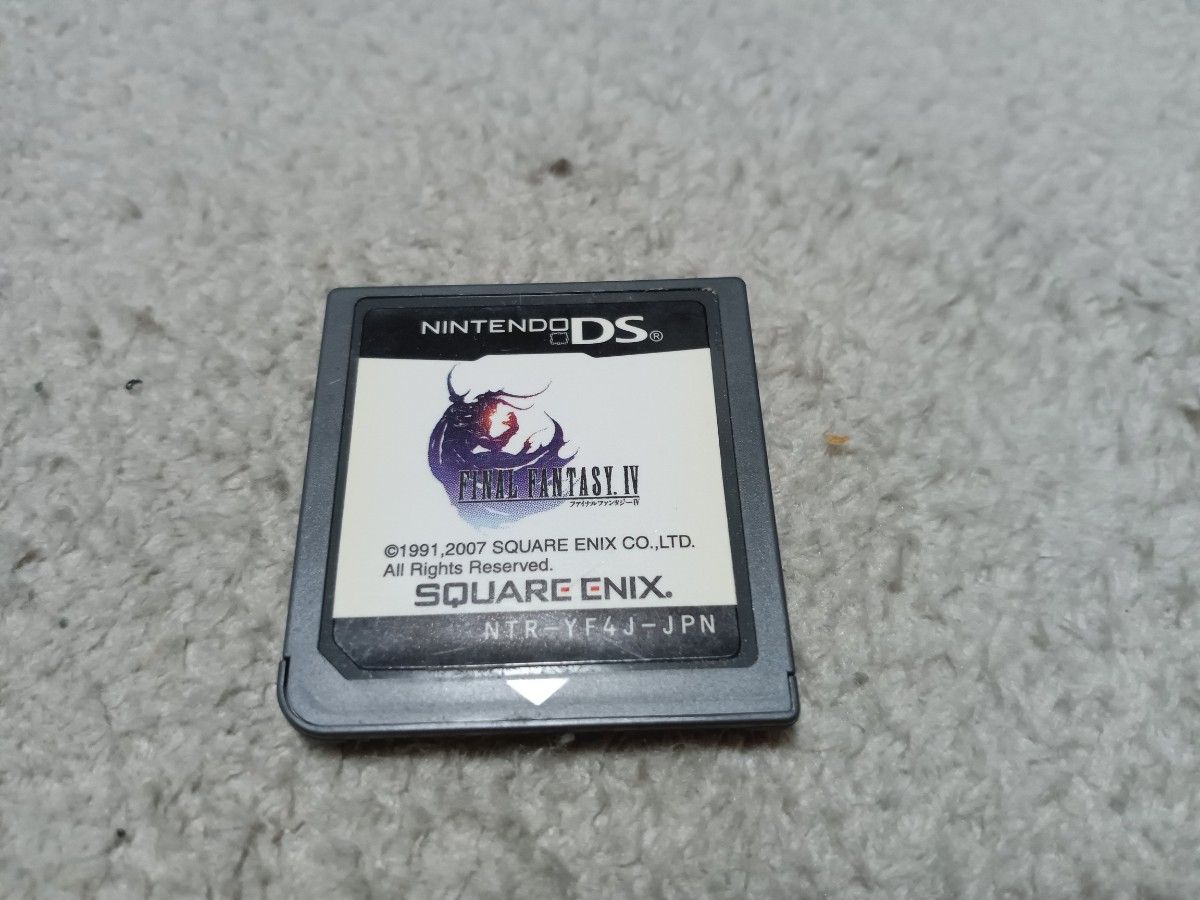 NINTENDO DS®
FINAL FANTASY. IV
ファイナルファンタジーIV
©1991,2007 SQUARE ENIX CO.,LTD.
All Rights Reserved.
SQUARE ENIX.
NTR-YF4J-JPN